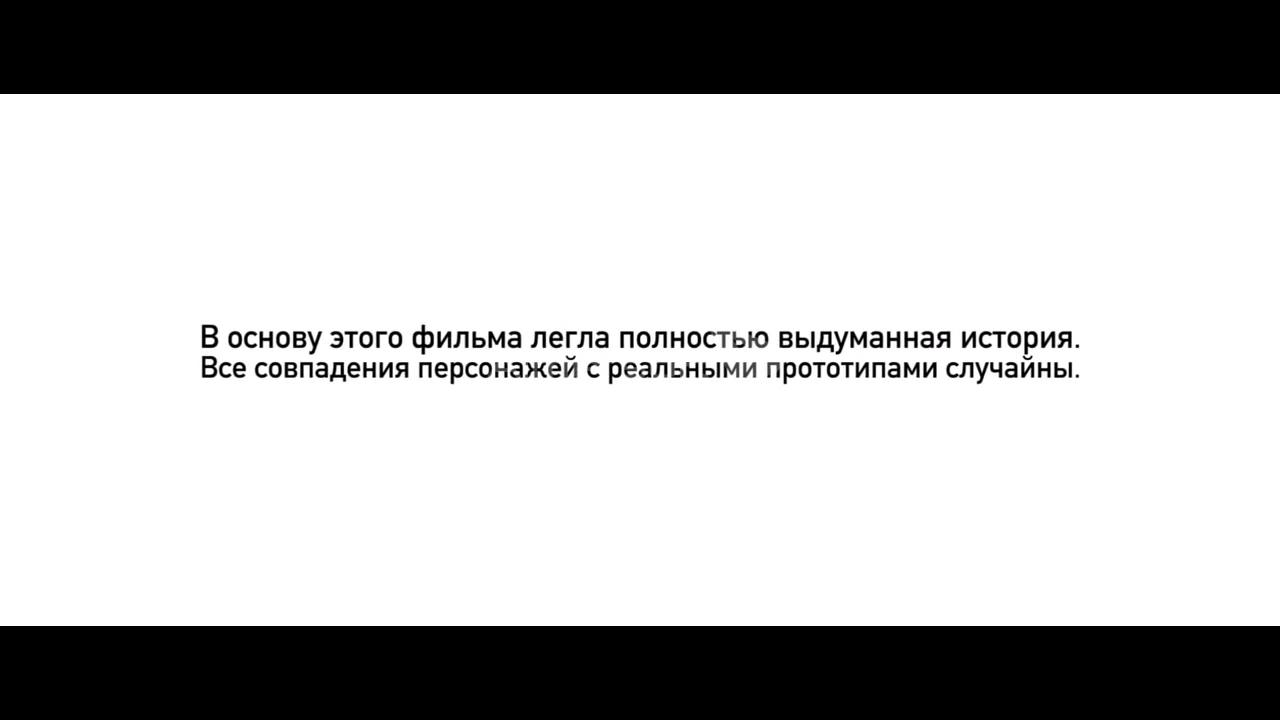 В основу этого фильма легла полностью выдуманная история.
Все совпадения персонажей с реальными прототипами случайны.